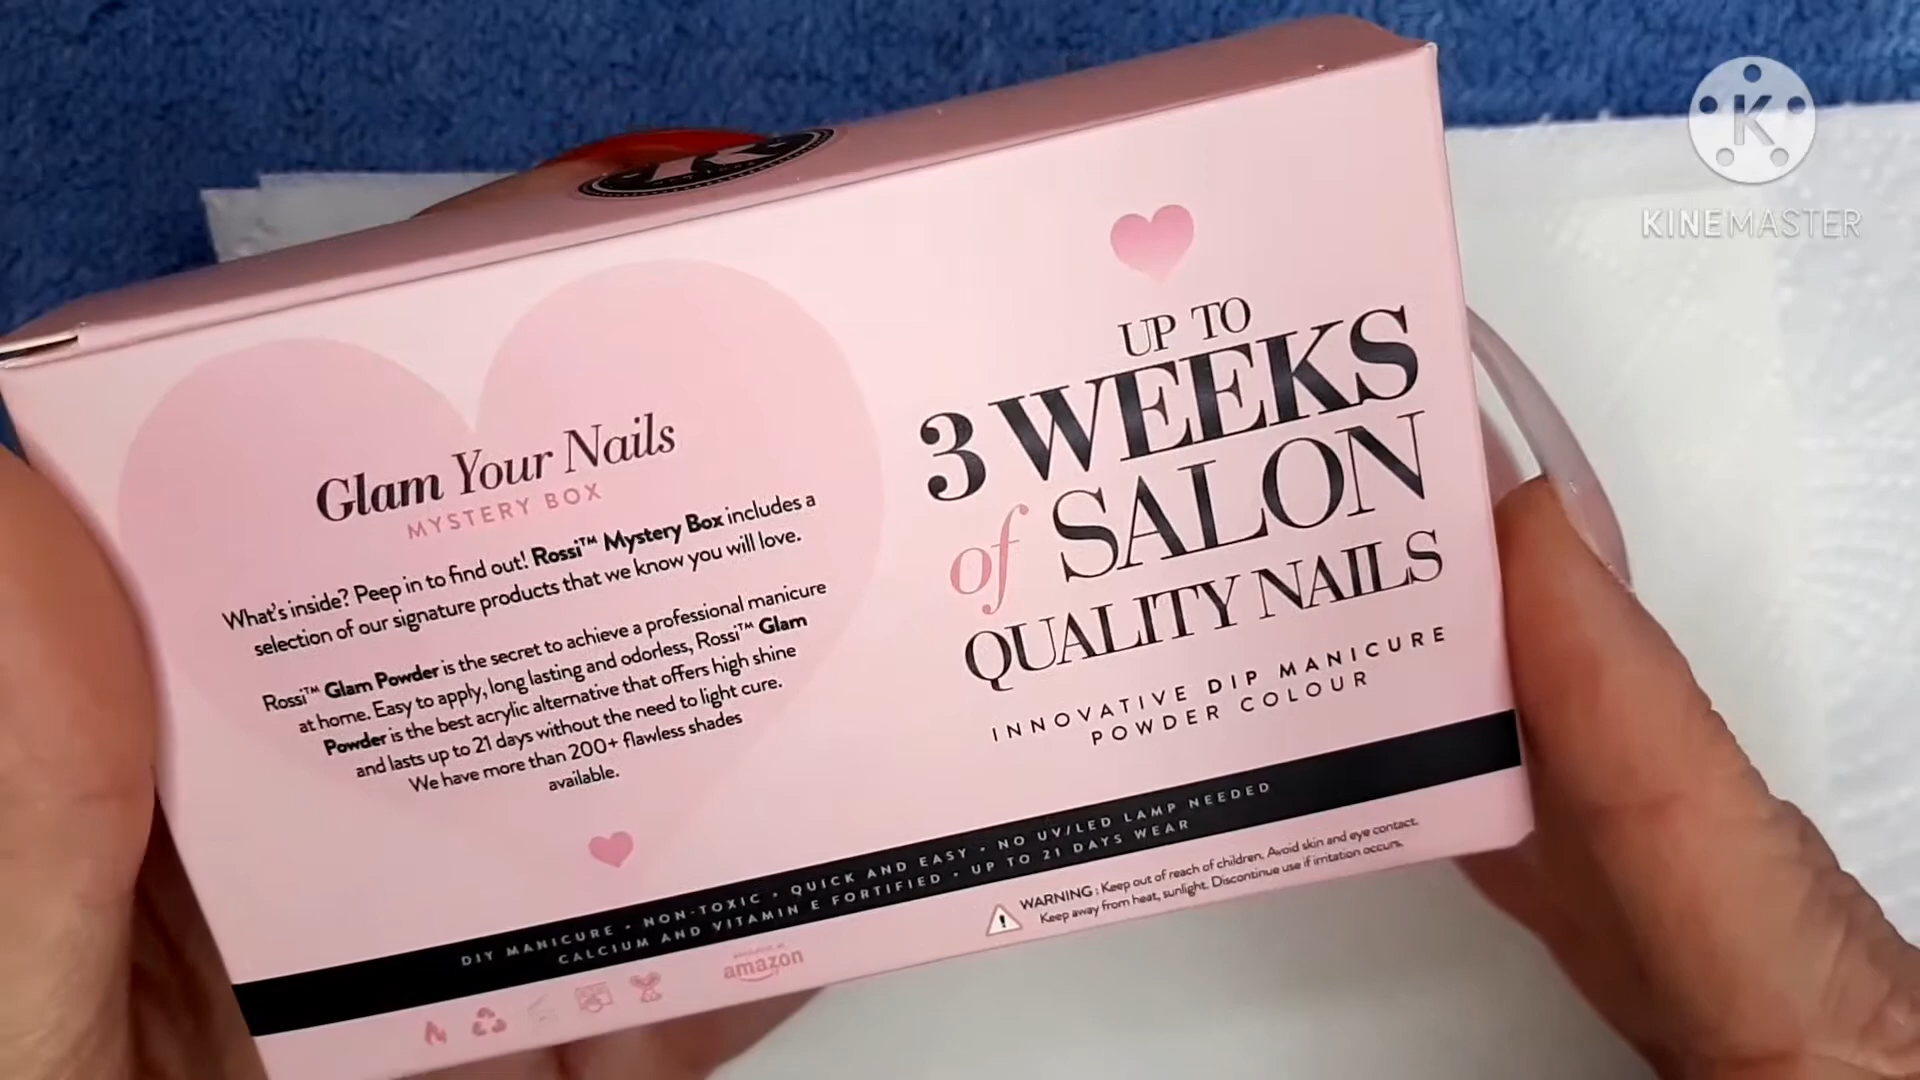 K
KINEMASTER
Glam Your Nails
MYSTERY BOX
What's inside? Peep in to find out! Rossi™ Mystery Box includes a
selection of our signature products that we know you will love.
Rossi™ Glam Powder is the secret to achieve a professional manicure
at home. Easy to apply, long lasting and odorless, Rossi™ Glam
Powder is the best acrylic alternative that offers high shine
and lasts up to 21 days without the need to light cure.
We have more than 200+ flawless shades
available.
UP TO
3 WEEKS
of SALON
QUALITY NAILS
INNOVATIVE DIP MANICURE
POWDER COLOUR
DIY MANICURE • NON-TOXIC • QUICK AND EASY • NO UV/LED LAMP NEEDED
CALCIUM AND VITAMIN E FORTIFIED • UP TO 21 DAYS WEAR
amazon
WARNING : Keep out of reach of children. Avoid skin and eye contact.
Keep away from heat, sunlight. Discontinue use if irritation occurs.